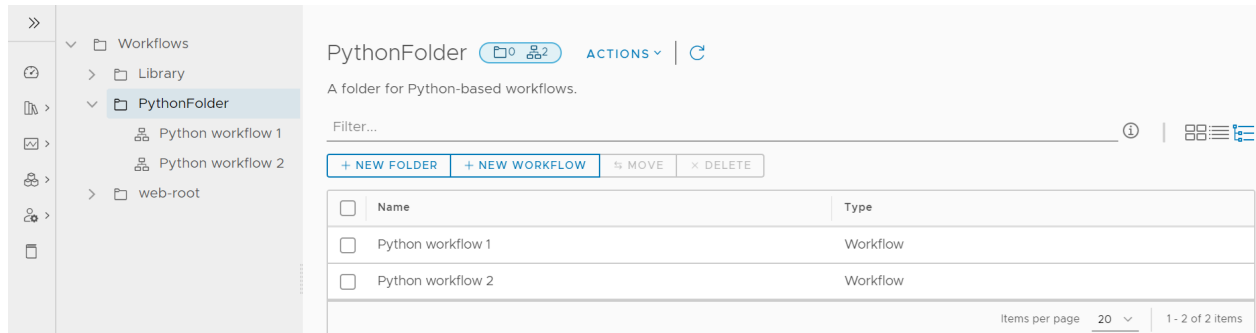 Workflows
Library
PythonFolder
Python workflow 1
Python workflow 2
web-root
PythonFolder 0 2 ACTIONS
A folder for Python-based workflows.
Filter...
+ NEW FOLDER + NEW WORKFLOW MOVE × DELETE
Name Type
Python workflow 1 Workflow
Python workflow 2 Workflow
Items per page 20 1 - 2 of 2 items